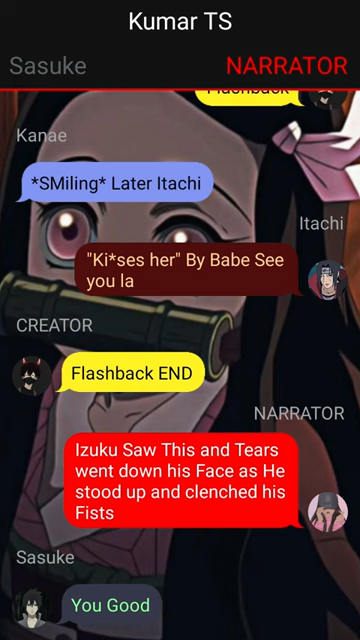 Kumar TS
Sasuke
NARRATOR
Flashback
Kanae
*SMiling* Later Itachi
Itachi
"Ki*ses her" By Babe See
you la
CREATOR
Flashback END
NARRATOR
Izuku Saw This and Tears
went down his Face as He
stood up and clenched his
Fists
Sasuke
You Good